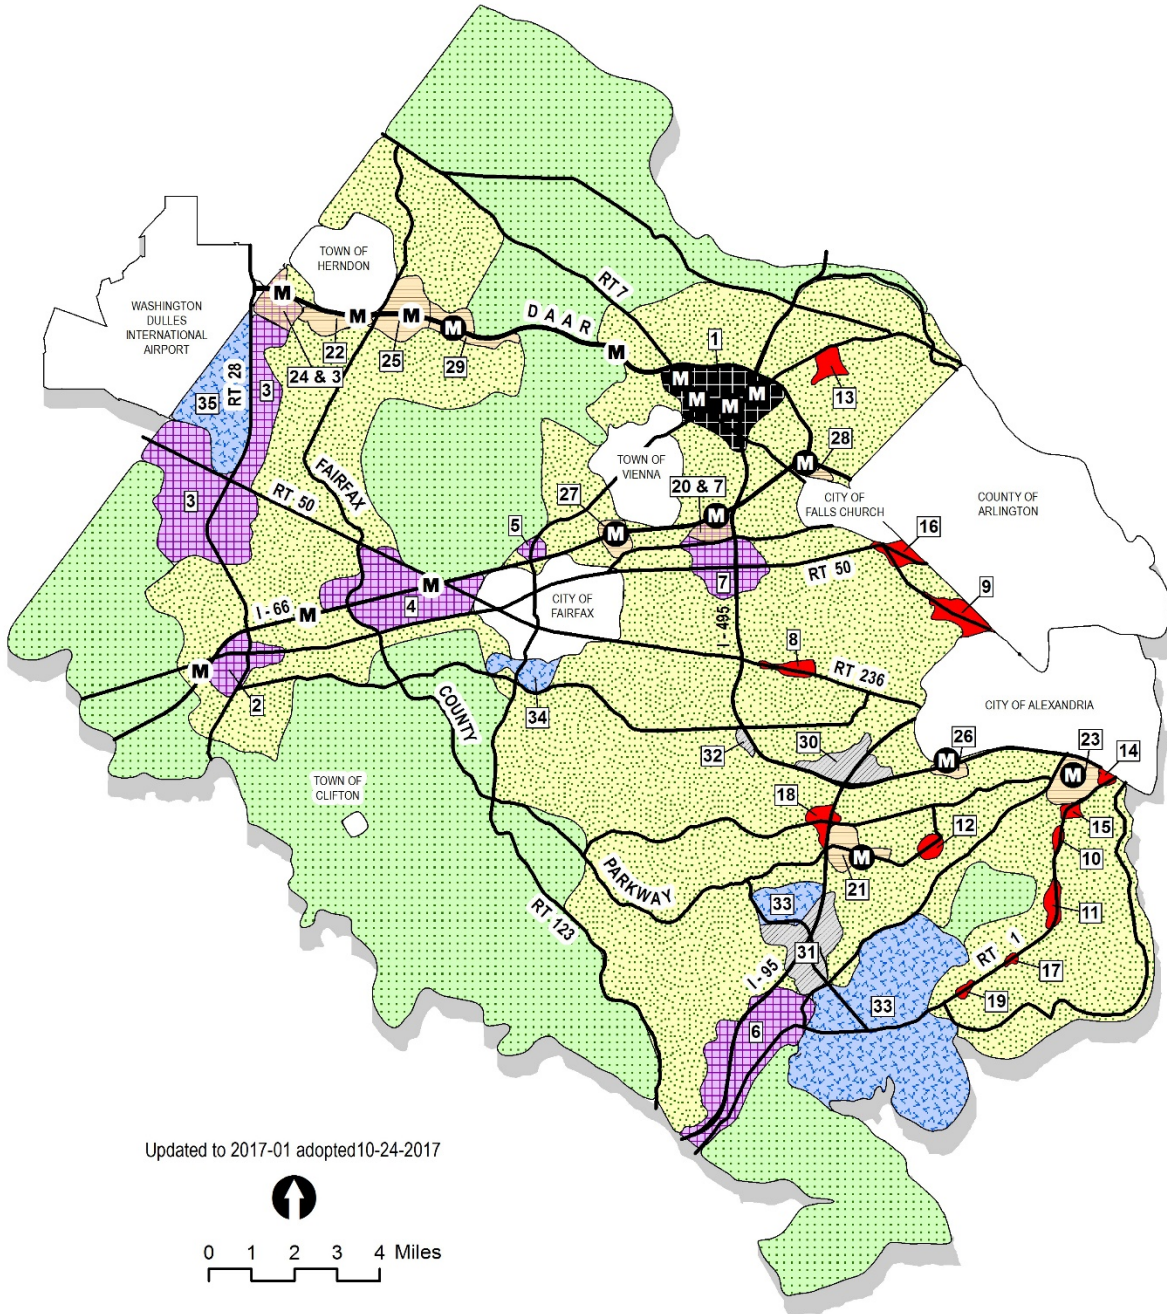 TOWN OF
HERNDON
WASHINGTON
DULLES
INTERNATIONAL
AIRPORT
RT 7
M
M
M
M
M
D A A R
M
1
22
25
29
24 & 3
3
RT 28
35
M
M
M
M
13
28
M
FAIRFAX
TOWN OF
VIENNA
20 & 7
27
M
M
CITY OF
FALLS CHURCH
COUNTY OF
ARLINGTON
RT 50
3
5
16
7
RT 50
9
M
4
CITY OF
FAIRFAX
I - 66
M
I - 495
8
RT 236
M
2
34
COUNTY
CITY OF ALEXANDRIA
32
30
26
M
23
M
14
TOWN OF
CLIFTON
18
12
15
10
M
21
PARKWAY
33
11
RT 123
31
I - 95
RT 1
17
19
33
6
Updated to 2017-01 adopted10-24-2017
0 1 2 3 4 Miles